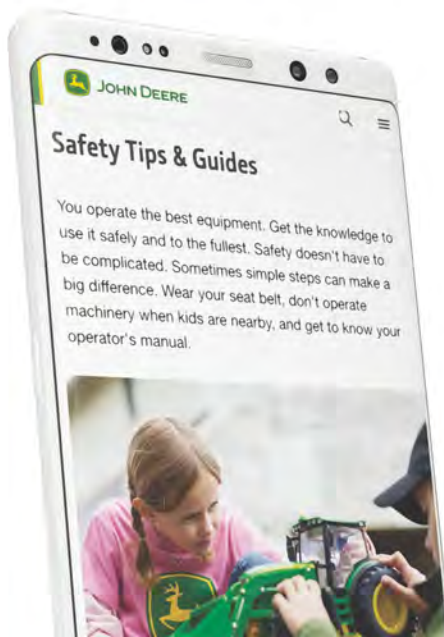 JOHN DEERE
Safety Tips & Guides
You operate the best equipment. Get the knowledge to
use it safely and to the fullest. Safety doesn't have to
be complicated. Sometimes simple steps can make a
big difference. Wear your seat belt, don't operate
machinery when kids are nearby, and get to know your
operator's manual.